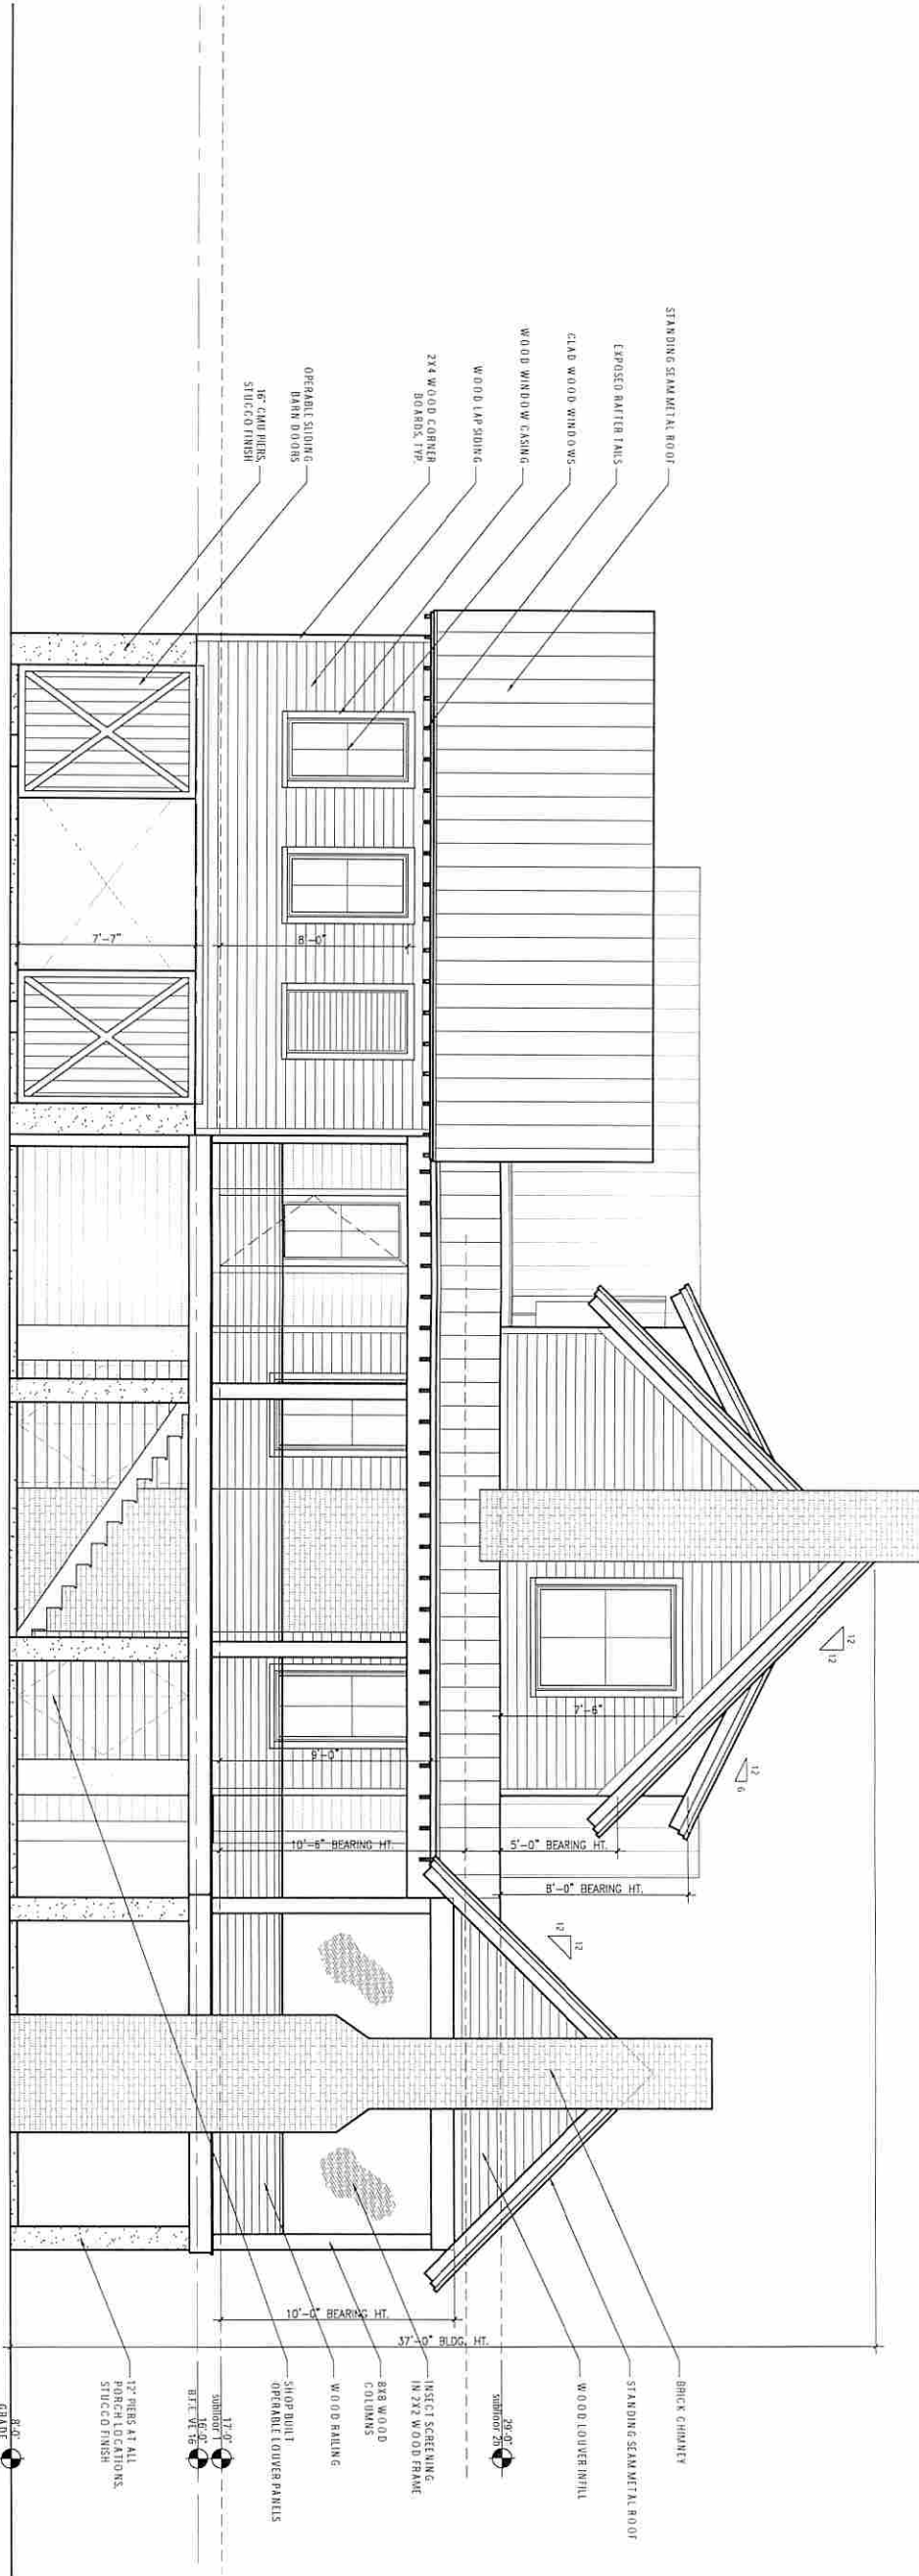 STANDING SEAM METAL ROOF
EXPOSED RAFTER TAILS
CLAD WOOD WINDOWS
WOOD WINDOW CASING
WOOD LAP SIDING
2X4 WOOD CORNER
BOARDS, TYP.
OPERABLE SLIDING
BARN DOORS
16" CMU PIERS,
STUCCO FINISH
7'-7"
8'-0"
12
12
7'-6"
12
6
9'-0"
10'-6" BEARING HT.
5'-0" BEARING HT.
8'-0" BEARING HT.
12
12
10'-0" BEARING HT.
37'-0" BLDG. HT.
BRICK CHIMNEY
STANDING SEAM METAL ROOF
WOOD LOUVER INFILL
29'-0"
subfloor 2b
INSECT SCREENING
IN 2X2 WOOD FRAME
8X8 WOOD
COLUMNS
WOOD RAILING
SHOP BUILT
OPERABLE LOUVER PANELS
17'-0"
subfloor 1
16'-0"
12" PIERS AT ALL
PORCH LOCATIONS,
STUCCO FINISH
8'-0"
GRADE